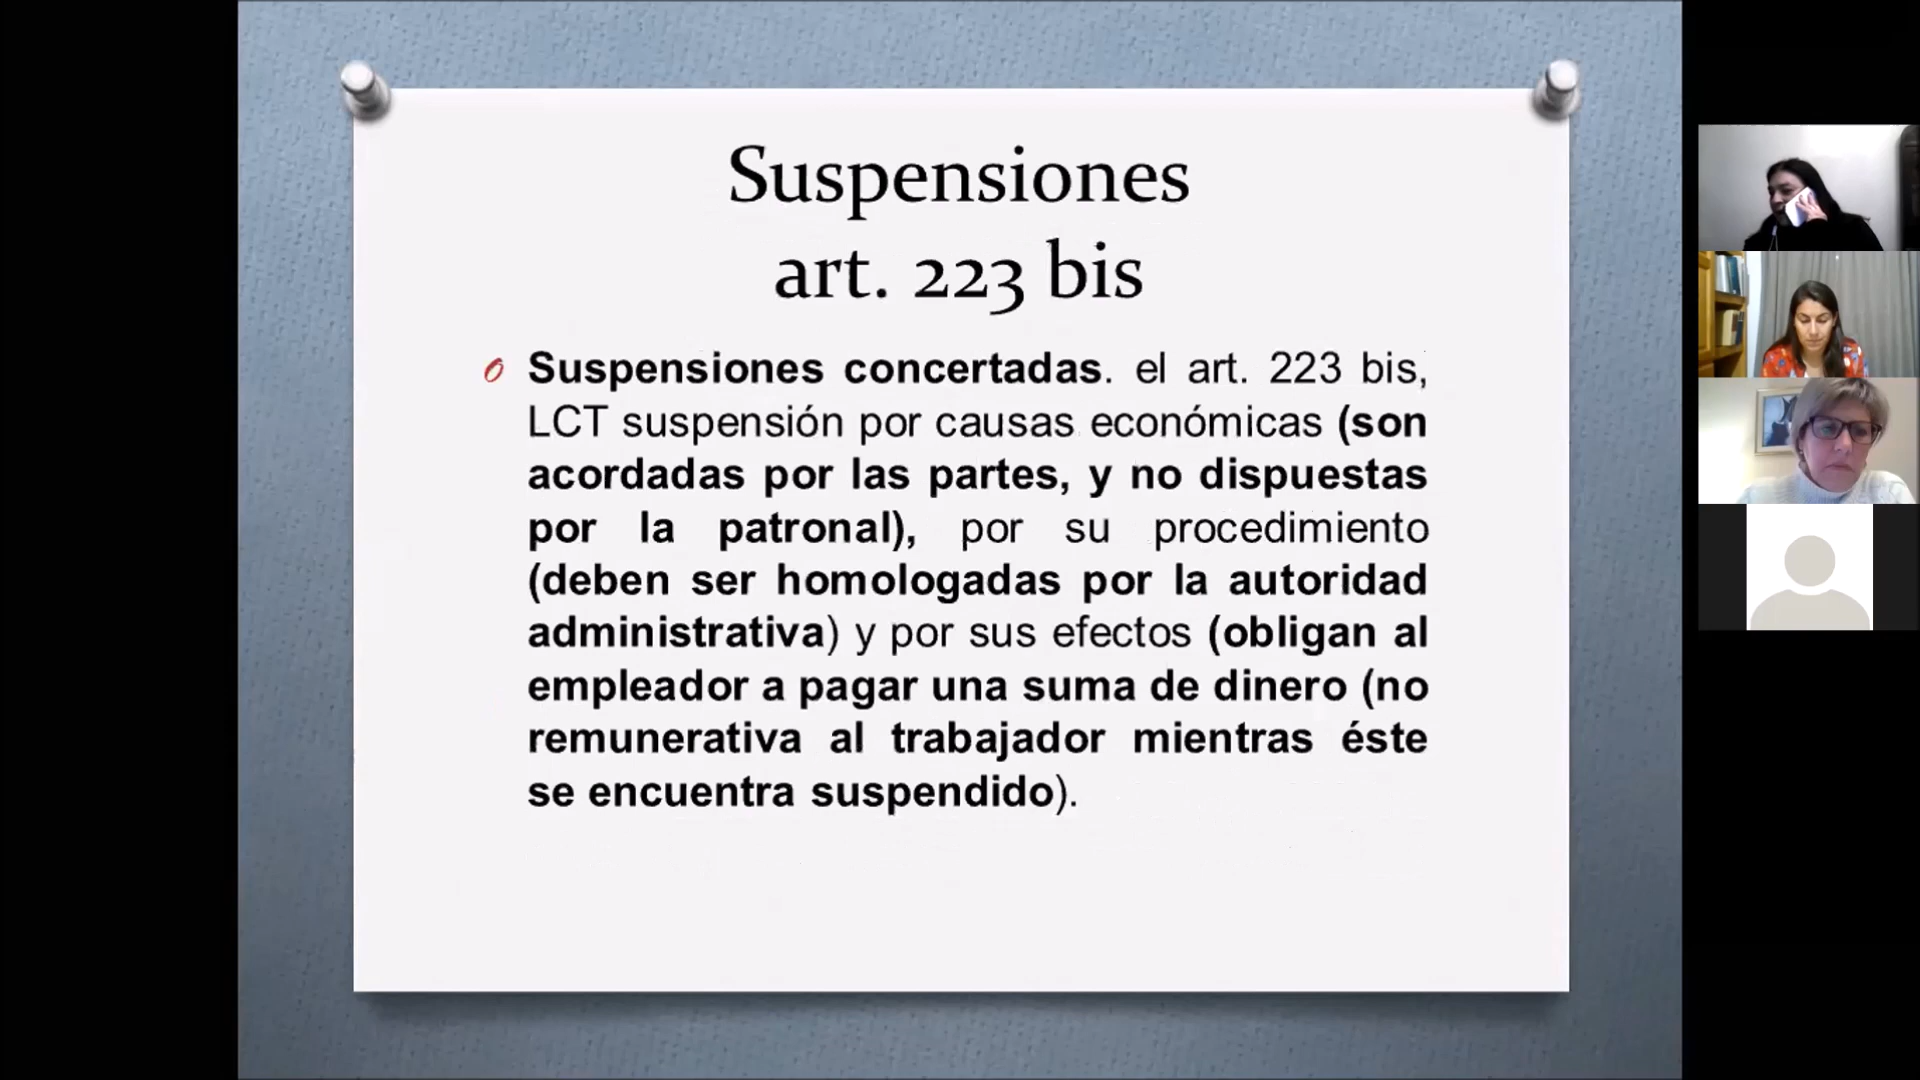 Suspensiones
art. 223 bis
Suspensiones concertadas. el art. 223 bis,
LCT suspensión por causas económicas (son
acordadas por las partes, y no dispuestas
por la patronal), por su procedimiento
(deben ser homologadas por la autoridad
administrativa) y por sus efectos (obligan al
empleador a pagar una suma de dinero (no
remunerativa al trabajador mientras éste
se encuentra suspendido).